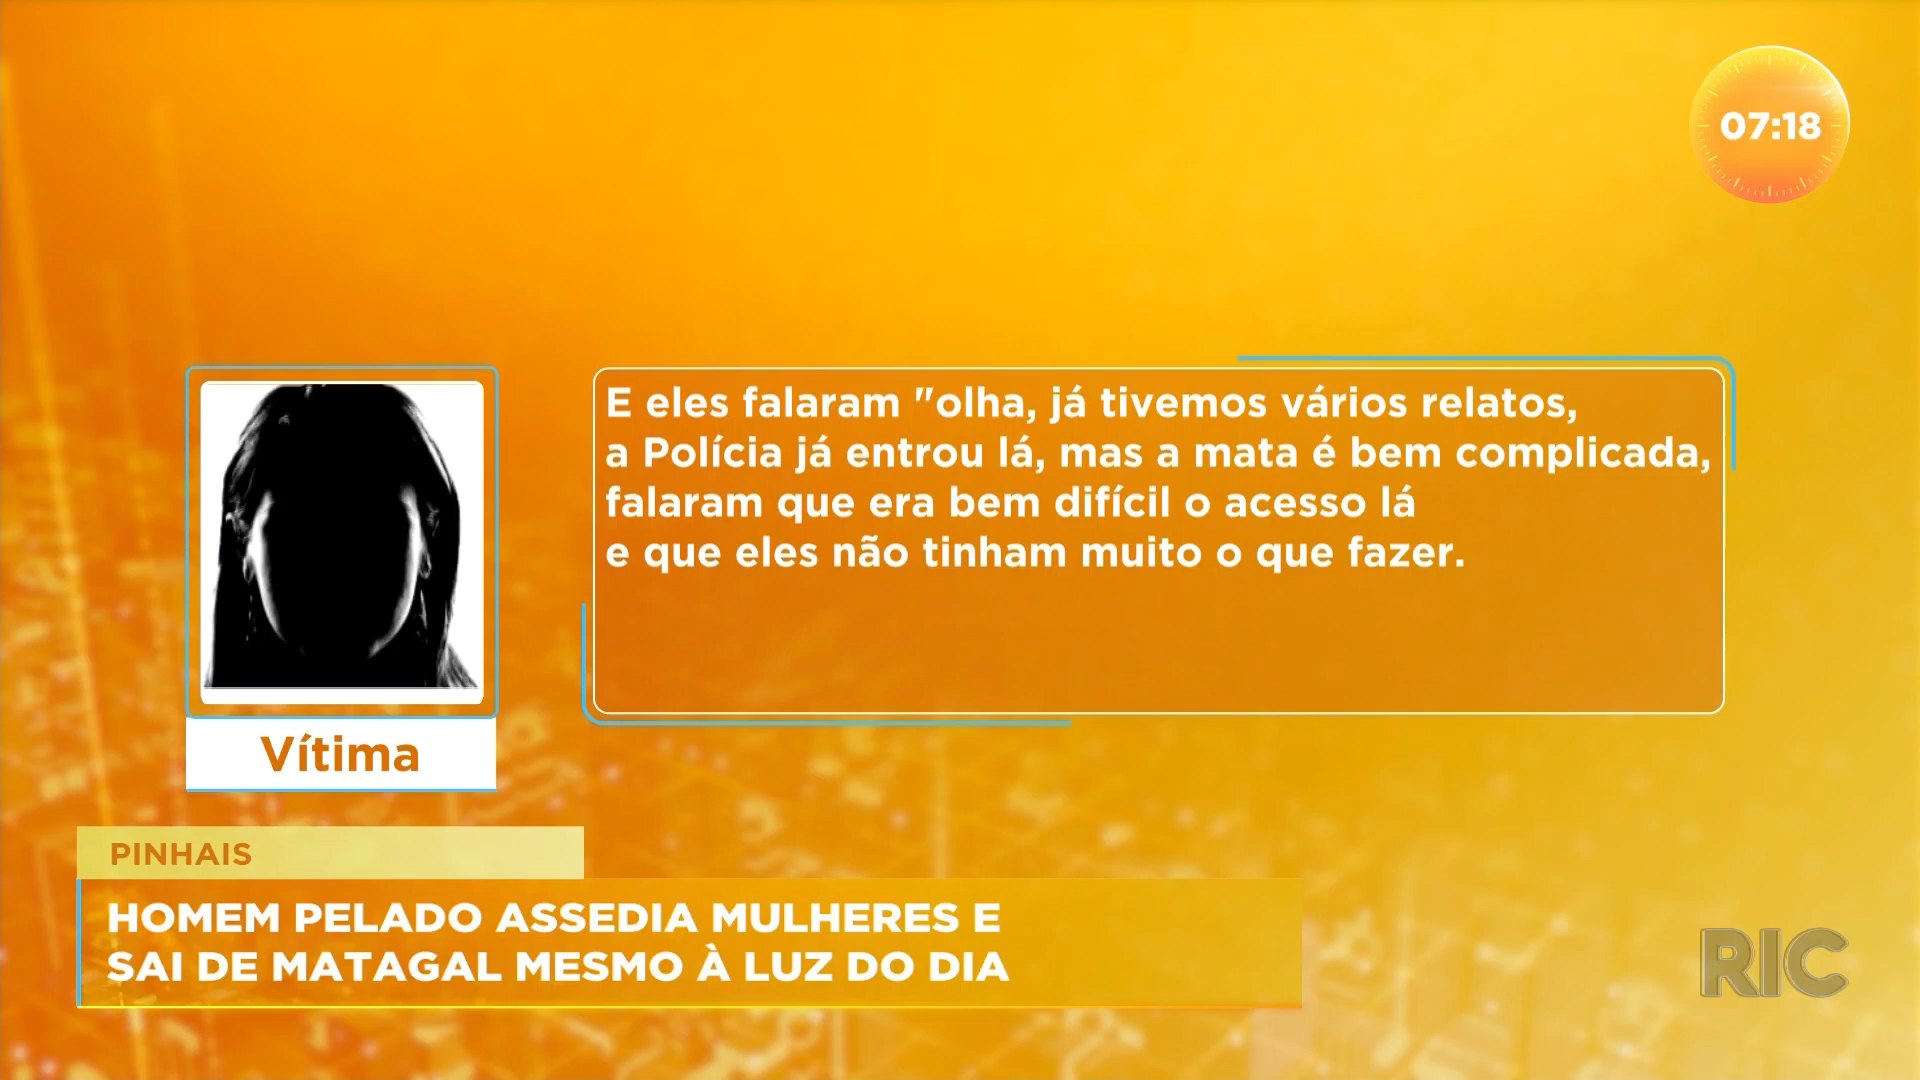 07:18
E eles falaram "olha, já tivemos vários relatos,
a Polícia já entrou lá, mas a mata é bem complicada,
falaram que era bem difícil o acesso lá
e que eles não tinham muito o que fazer.
Vítima
PINHAIS
HOMEM PELADO ASSEDIA MULHERES E
SAI DE MATAGAL MESMO À LUZ DO DIA
RIC